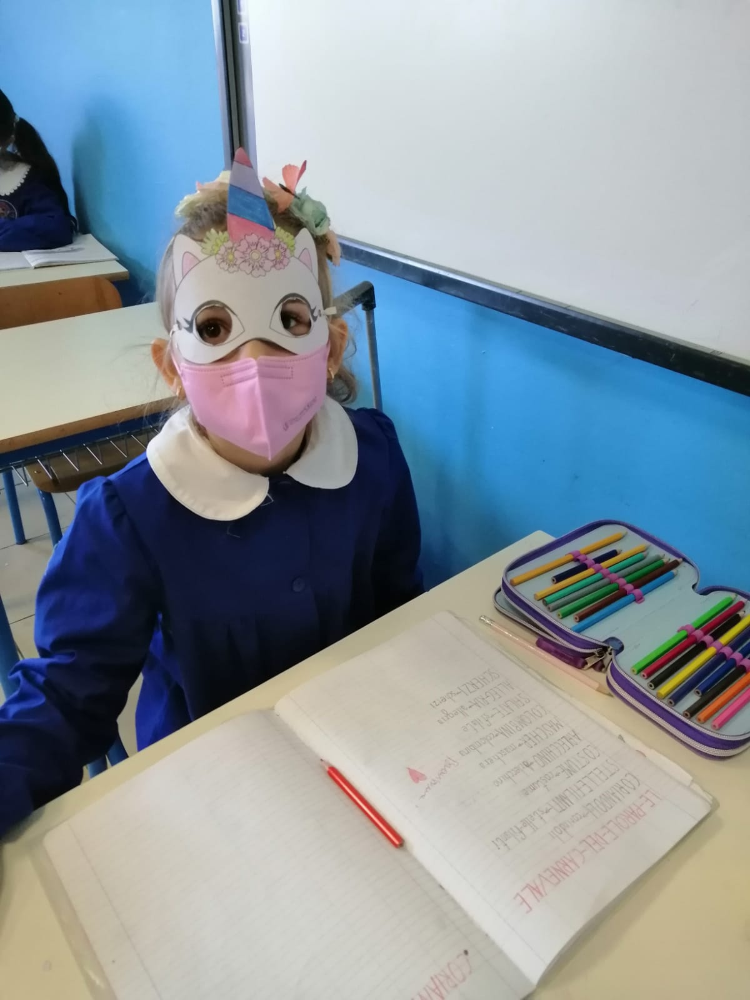 LE-PAROLE-DEL-CARNEVALE
CORIANDOLI→coriandoli
STELLE FILANTI→stelle filanti
COSTUME→costume
ARLECCHINO→arlecchino
MASCHERA→maschera
COLOMBINA→colombina
SFILATE→sfilate
ALLEGRIA→allegria
SCHERZI→scherzi
Bravissima
CORIAN